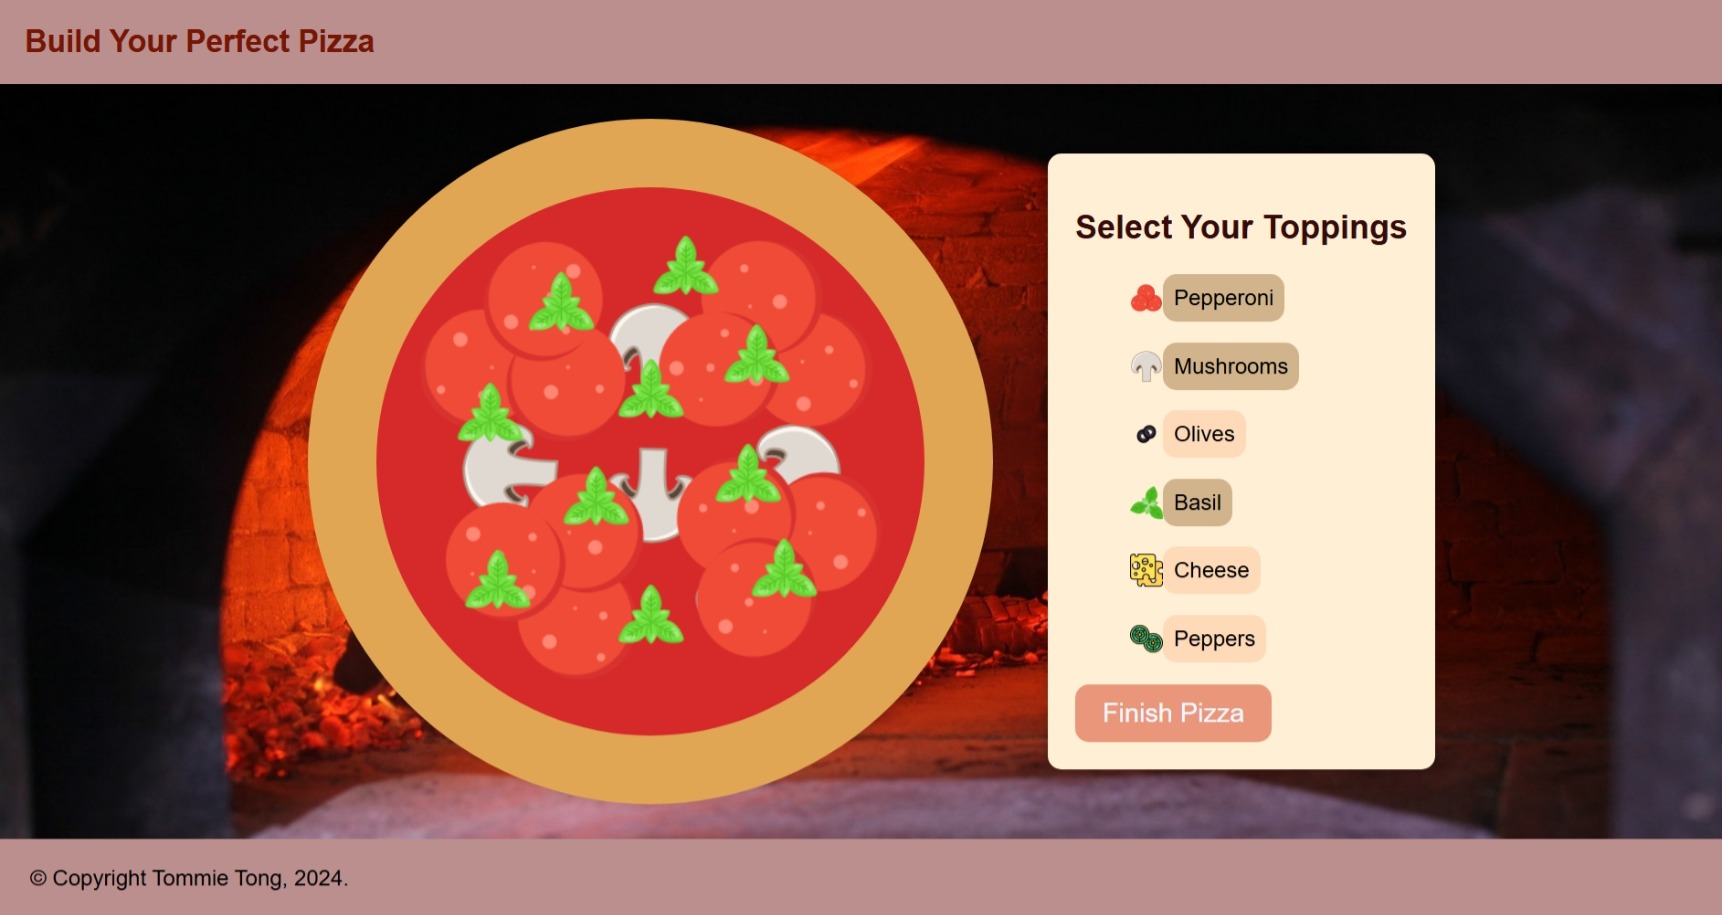 Build Your Perfect Pizza
Select Your Toppings
Pepperoni
Mushrooms
Olives
Basil
Cheese
Peppers
Finish Pizza
© Copyright Tommie Tong, 2024.